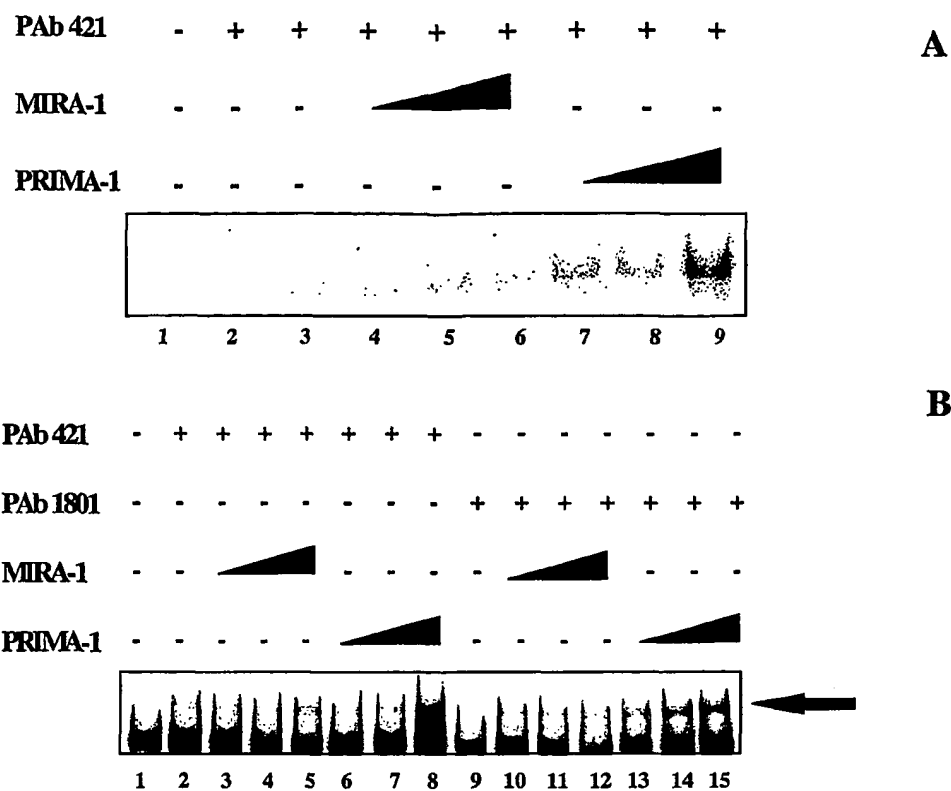 PAb 421 - + + + + + + + +
A
MIRA-1 - - - - - -
PRIMA-1 - - - - - -
1 2 3 4 5 6 7 8 9
B
PAb 421 - + + + + + + + - - - - - - -
PAb 1801 - - - - - - - - + + + + + + +
MIRA-1 - - - - - - - - -
PRIMA-1 - - - - - - - - -
1 2 3 4 5 6 7 8 9 10 11 12 13 14 15